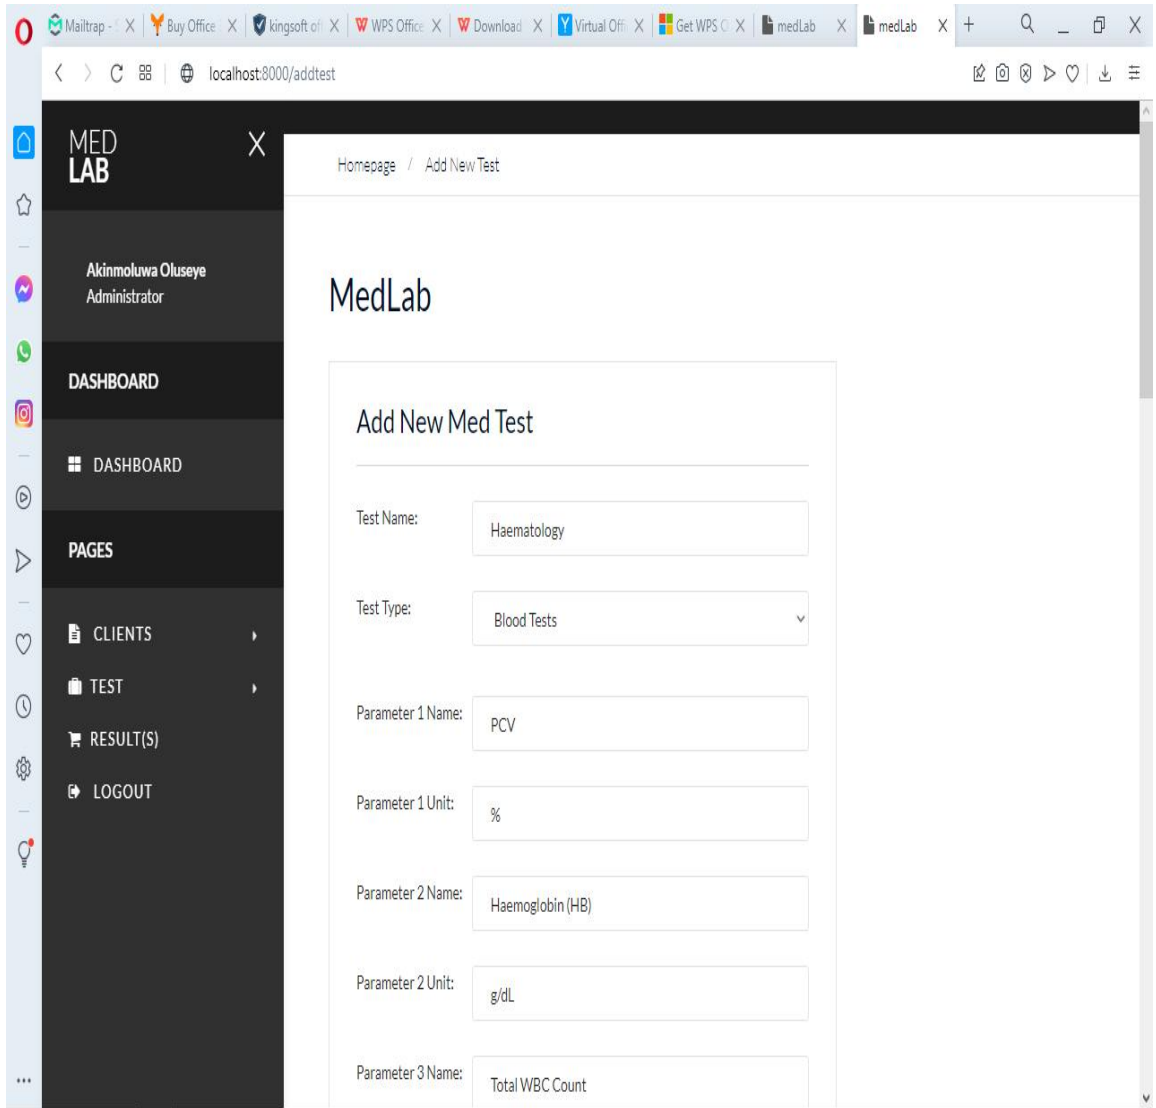 Mailtrap - S
Buy Office
kingsoft of
WPS Office
Download
Virtual Offi
Get WPS O
medLab
medLab
localhost:8000/addtest
MED
LAB
Homepage / Add New Test
Akinmoluwa Oluseye
Administrator
MedLab
DASHBOARD
Add New Med Test
DASHBOARD
Test Name:
Haematology
PAGES
Test Type:
Blood Tests
CLIENTS
TEST
Parameter 1 Name:
PCV
RESULT(S)
LOGOUT
Parameter 1 Unit:
%
Parameter 2 Name:
Haemoglobin (HB)
Parameter 2 Unit:
g/dL
Parameter 3 Name:
Total WBC Count